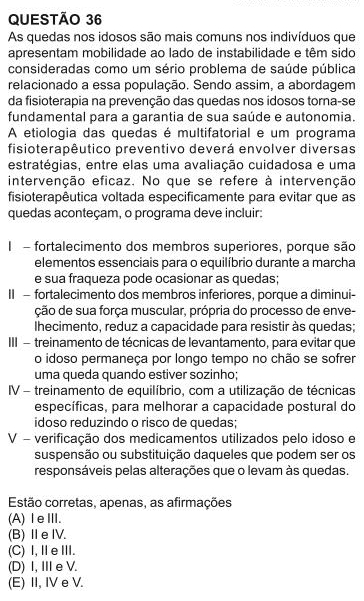 QUESTÃO 36
As quedas nos idosos são mais comuns nos indivíduos que
apresentam mobilidade ao lado de instabilidade e têm sido
consideradas como um sério problema de saúde pública
relacionado a essa população. Sendo assim, a abordagem
da fisioterapia na prevenção das quedas nos idosos torna-se
fundamental para a garantia de sua saúde e autonomia.
A etiologia das quedas é multifatorial e um programa
fisioterapêutico preventivo deverá envolver diversas
estratégias, entre elas uma avaliação cuidadosa e uma
intervenção eficaz. No que se refere à intervenção
fisioterapêutica voltada especificamente para evitar que as
quedas aconteçam, o programa deve incluir:
I – fortalecimento dos membros superiores, porque são
elementos essenciais para o equilíbrio durante a marcha
e sua fraqueza pode ocasionar as quedas;
II – fortalecimento dos membros inferiores, porque a diminui-
ção de sua força muscular, própria do processo de enve-
lhecimento, reduz a capacidade para resistir às quedas;
III – treinamento de técnicas de levantamento, para evitar que
o idoso permaneça por longo tempo no chão se sofrer
uma queda quando estiver sozinho;
IV – treinamento de equilíbrio, com a utilização de técnicas
específicas, para melhorar a capacidade postural do
idoso reduzindo o risco de quedas;
V – verificação dos medicamentos utilizados pelo idoso e
suspensão ou substituição daqueles que podem ser os
responsáveis pelas alterações que o levam às quedas.
Estão corretas, apenas, as afirmações
(A) I e III.
(B) II e IV.
(C) I, II e III.
(D) I, III e V.
(E) II, IV e V.